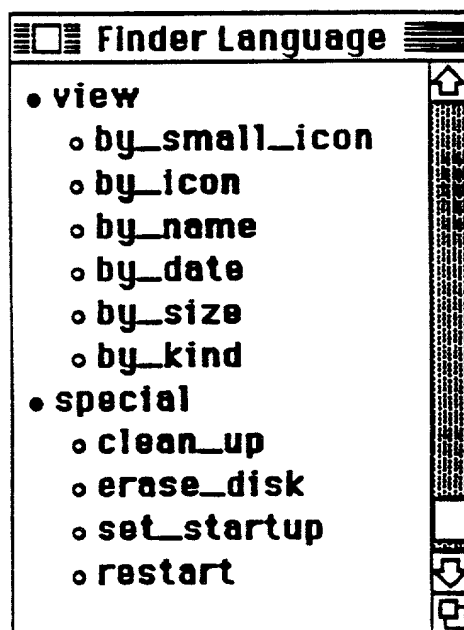 Finder Language
• view
∘ by_small_icon
∘ by_icon
∘ by_name
∘ by_date
∘ by_size
∘ by_kind
• special
∘ clean_up
∘ erase_disk
∘ set_startup
∘ restart